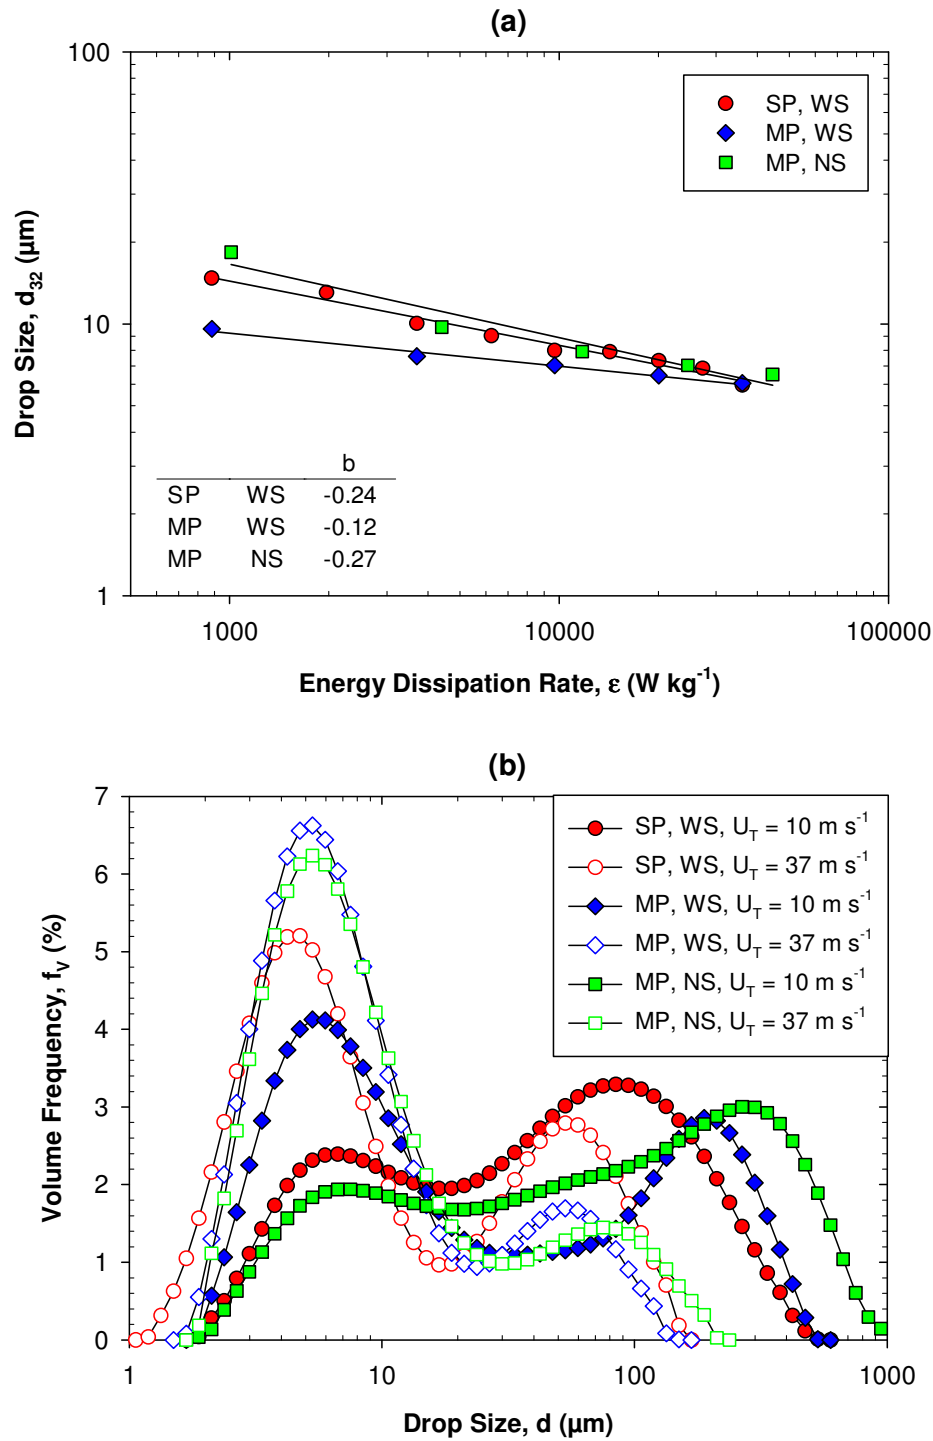 (a)
100
10
1
Drop Size, d32 (µm)
SP, WS
MP, WS
MP, NS
b
SP WS -0.24
MP WS -0.12
MP NS -0.27
1000 10000 100000
Energy Dissipation Rate, ε (W kg-1)
(b)
7
6
5
4
3
2
1
0
Volume Frequency, fV (%)
SP, WS, UT = 10 m s-1
SP, WS, UT = 37 m s-1
MP, WS, UT = 10 m s-1
MP, WS, UT = 37 m s-1
MP, NS, UT = 10 m s-1
MP, NS, UT = 37 m s-1
1 10 100 1000
Drop Size, d (µm)